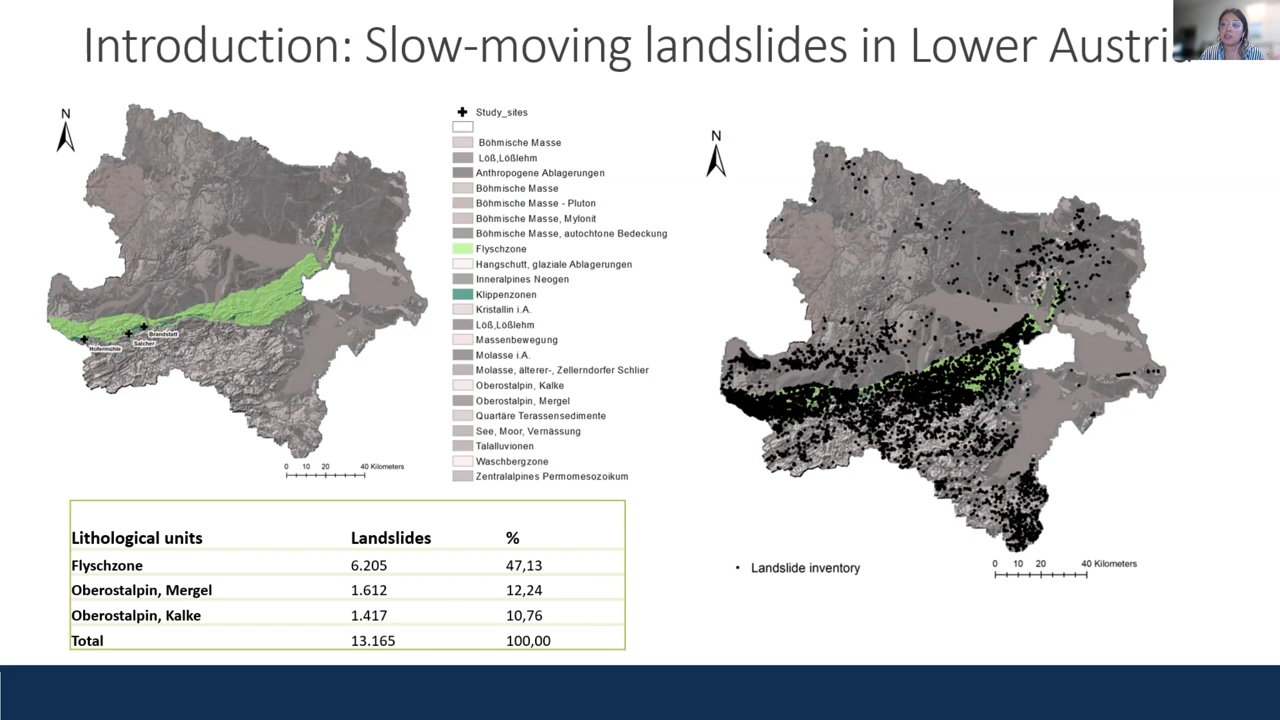 Introduction: Slow-moving landslides in Lower Austria
N
Brandstatt
Salcher
Hofermühle
0 10 20 40 Kilometers
Study_sites
Böhmische Masse
Löß,Lößlehm
Anthropogene Ablagerungen
Böhmische Masse
Böhmische Masse - Pluton
Böhmische Masse, Mylonit
Böhmische Masse, autochtone Bedeckung
Flyschzone
Hangschutt, glaziale Ablagerungen
Inneralpines Neogen
Klippenzonen
Kristallin i.A.
Löß,Lößlehm
Massenbewegung
Molasse i.A.
Molasse, älterer-, Zellerndorfer Schlier
Oberostalpin, Kalke
Oberostalpin, Mergel
Quartäre Terassensedimente
See, Moor, Vernässung
Talalluvionen
Waschbergzone
Zentralalpines Permomesozoikum
N
0 10 20 40 Kilometers
• Landslide inventory
Lithological units Landslides %
Flyschzone 6.205 47,13
Oberostalpin, Mergel 1.612 12,24
Oberostalpin, Kalke 1.417 10,76
Total 13.165 100,00